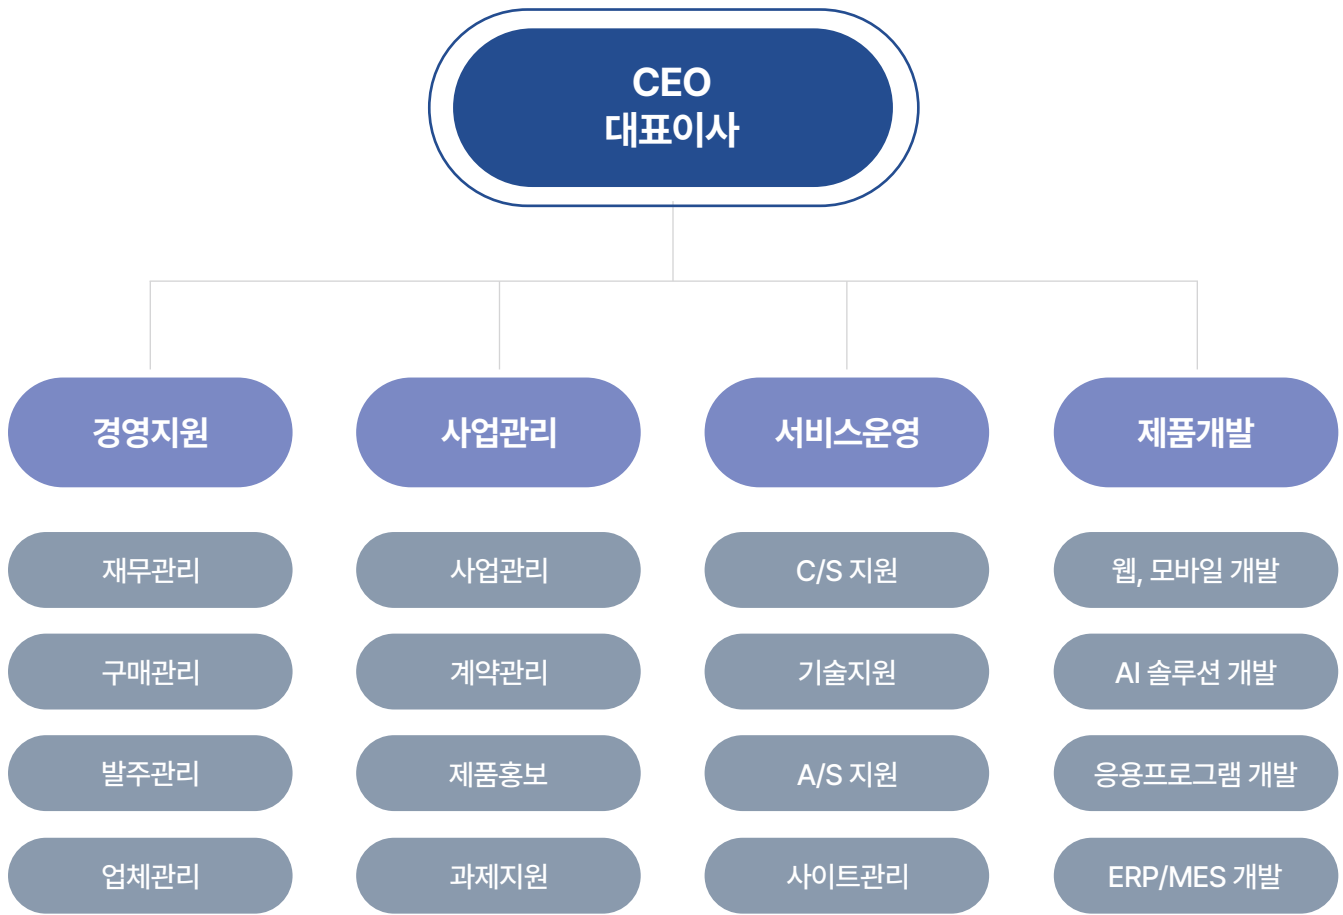 CEO
대표이사
경영지원
사업관리
서비스운영
제품개발
재무관리
사업관리
C/S 지원
웹, 모바일 개발
구매관리
계약관리
기술지원
AI 솔루션 개발
발주관리
제품홍보
A/S 지원
응용프로그램 개발
업체관리
과제지원
사이트관리
ERP/MES 개발